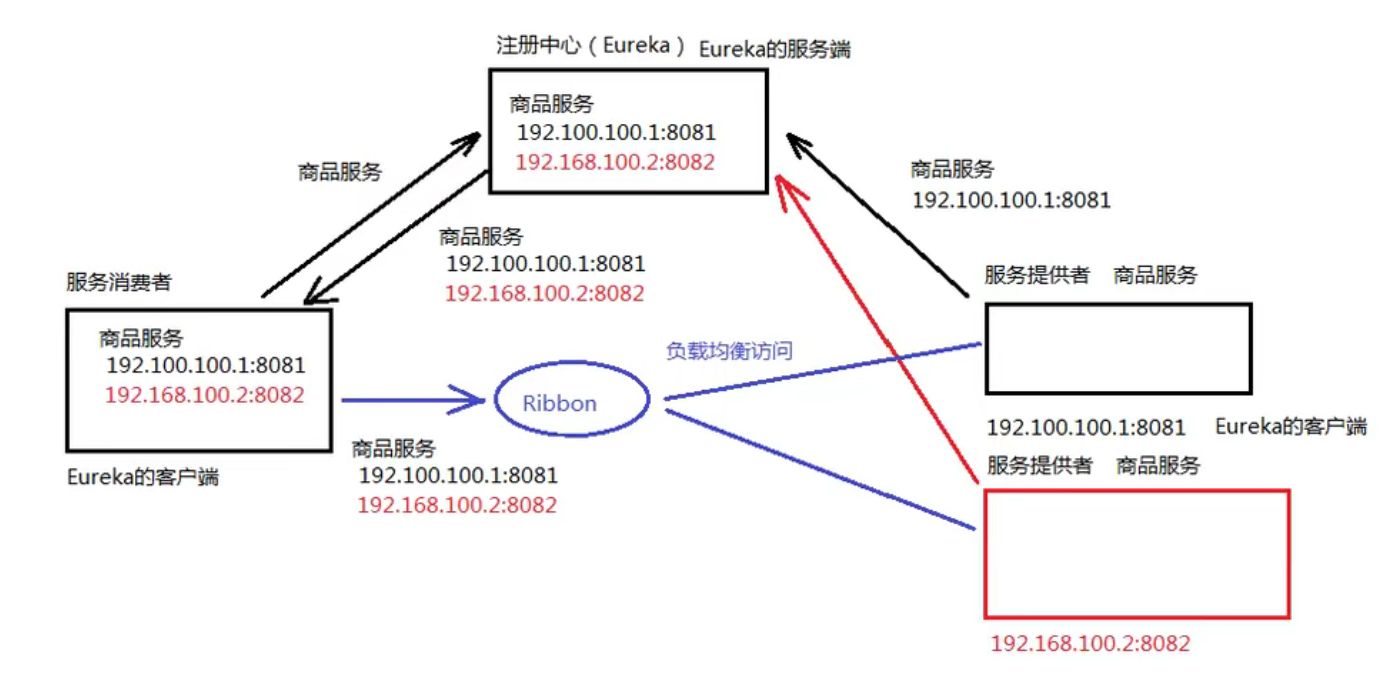 注册中心（Eureka） Eureka的服务端
商品服务
192.100.100.1:8081
192.168.100.2:8082
商品服务
商品服务
192.100.100.1:8081
商品服务
192.100.100.1:8081
192.168.100.2:8082
服务消费者
商品服务
192.100.100.1:8081
192.168.100.2:8082
Eureka的客户端
Ribbon
商品服务
192.100.100.1:8081
192.168.100.2:8082
负载均衡访问
服务提供者 商品服务
192.100.100.1:8081 Eureka的客户端
服务提供者 商品服务
192.168.100.2:8082